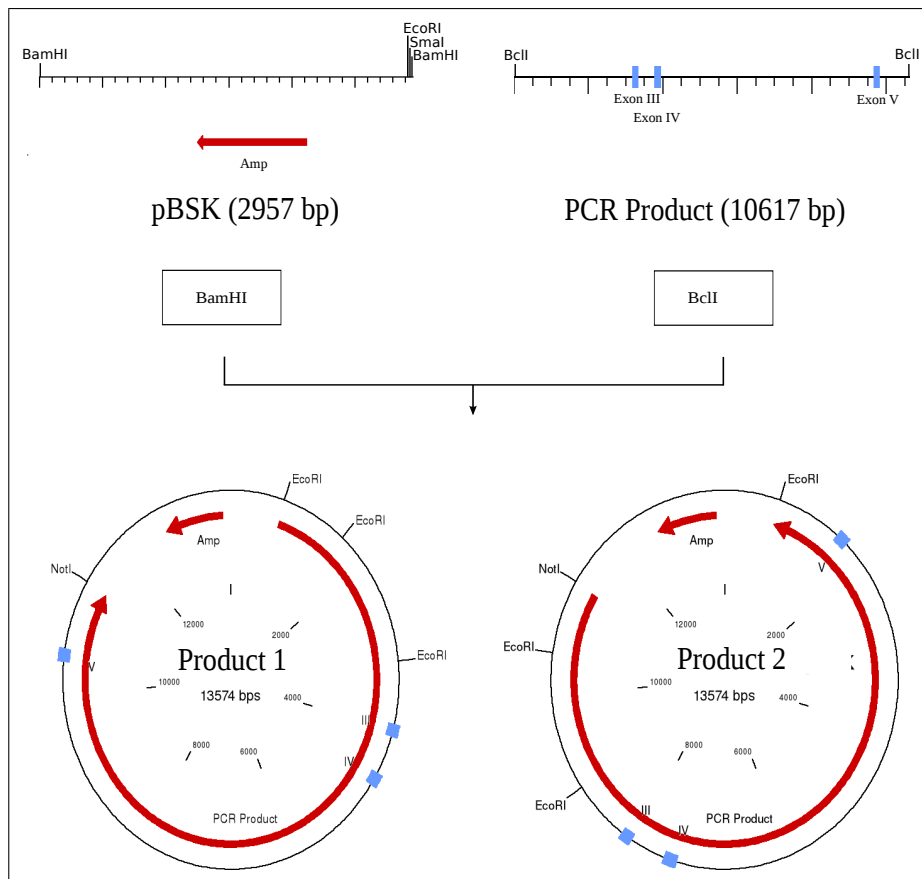 EcoRI
SmaI
BamHI
BamHI
BclI
BclI
Exon III
Exon IV
Exon V
Amp
pBSK (2957 bp)
PCR Product (10617 bp)
BamHI
BclI
EcoRI
EcoRI
Amp
NotI
I
12000
2000
EcoRI
V
Product 1
10000
13574 bps
4000
III
8000
6000
IV
PCR Product
EcoRI
Amp
V
NotI
I
12000
2000
EcoRI
Product 2
10000
13574 bps
4000
8000
6000
EcoRI
III
IV
PCR Product